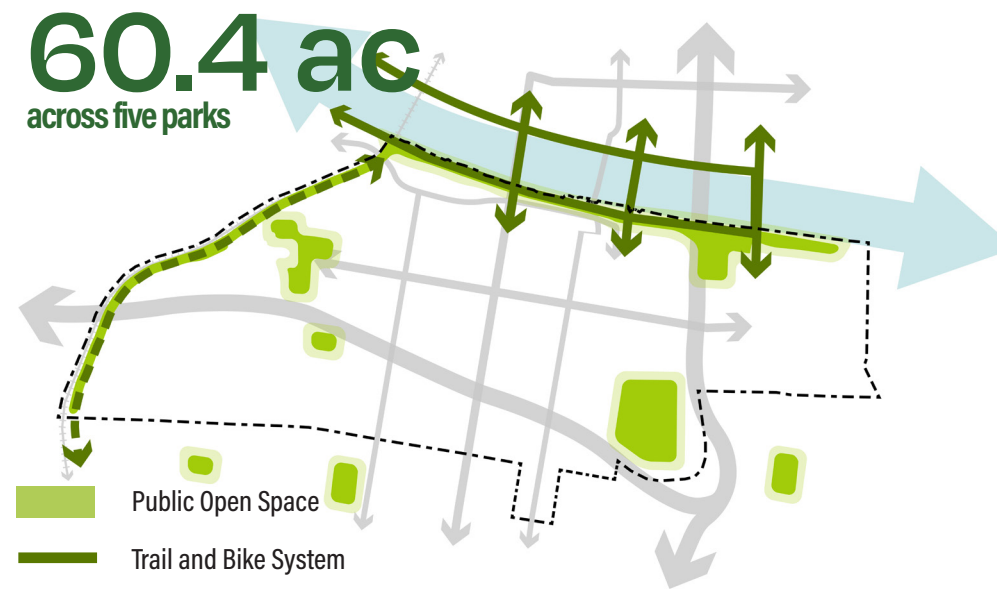 60.4 ac
across five parks
Public Open Space
Trail and Bike System